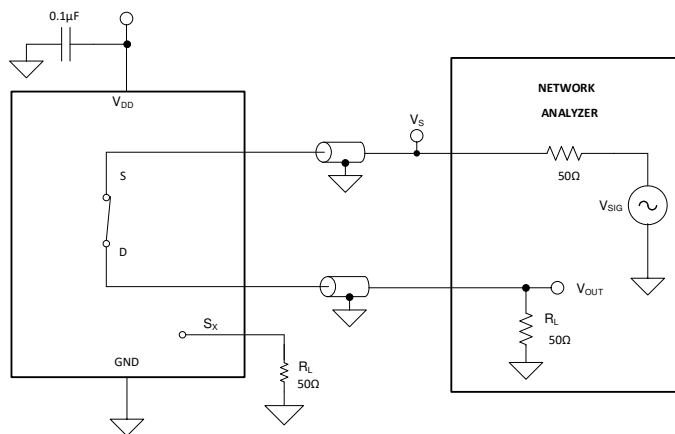 0.1µF
V_DD
S
D
S_X
GND
R_L
50Ω
V_S
NETWORK
ANALYZER
50Ω
V_SIG
V_OUT
R_L
50Ω